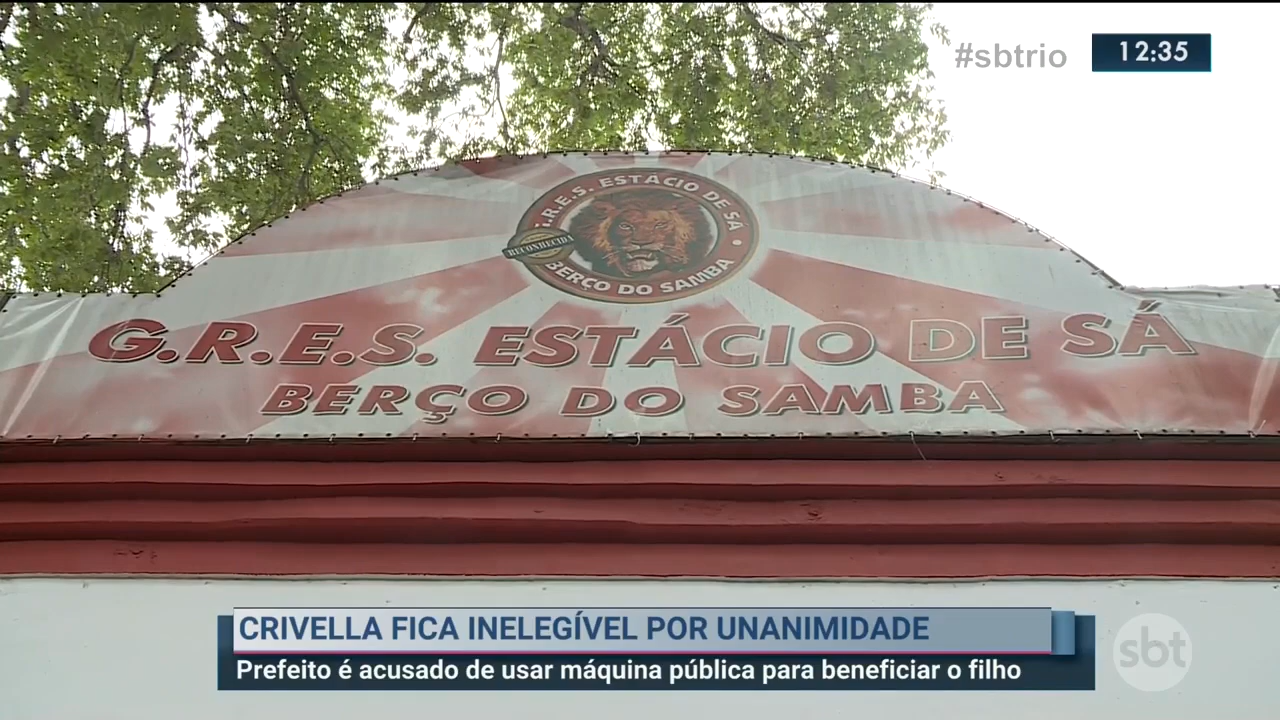 #sbtrio
12:35
G.R.E.S. ESTÁCIO DE SÁ
RECONHECIDA
BERÇO DO SAMBA
G.R.E.S. ESTÁCIO DE SÁ
BERÇO DO SAMBA
CRIVELLA FICA INELEGÍVEL POR UNANIMIDADE
Prefeito é acusado de usar máquina pública para beneficiar o filho
sbt